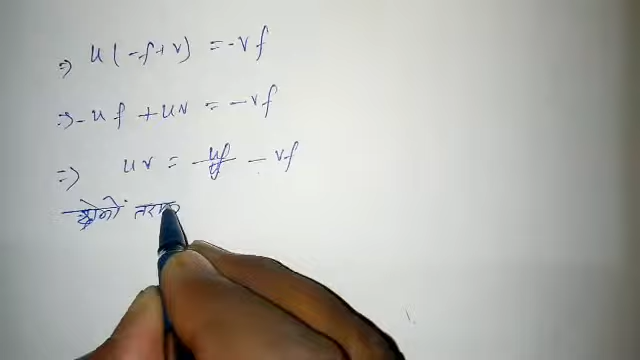 ⇒ u(-f+v) = -vf
⇒ -uf + uv = -vf
⇒ uv = uf - vf
दोनों तरफ